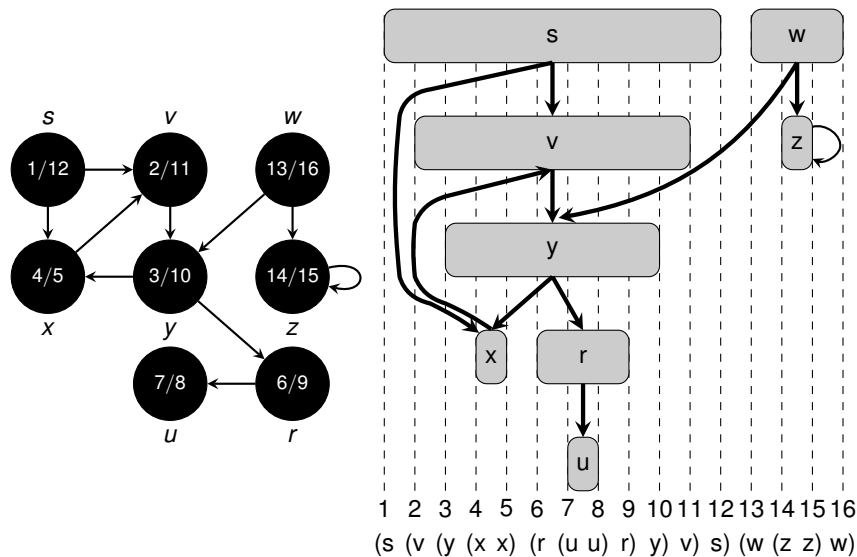 s v w
1/12 2/11 13/16
4/5 3/10 14/15
x y z
7/8 6/9
u r
s w
v z
y
x r
u
1 2 3 4 5 6 7 8 9 10 11 12 13 14 15 16
(s (v (y (x x) (r (u u) r) y) v) s) (w (z z) w)